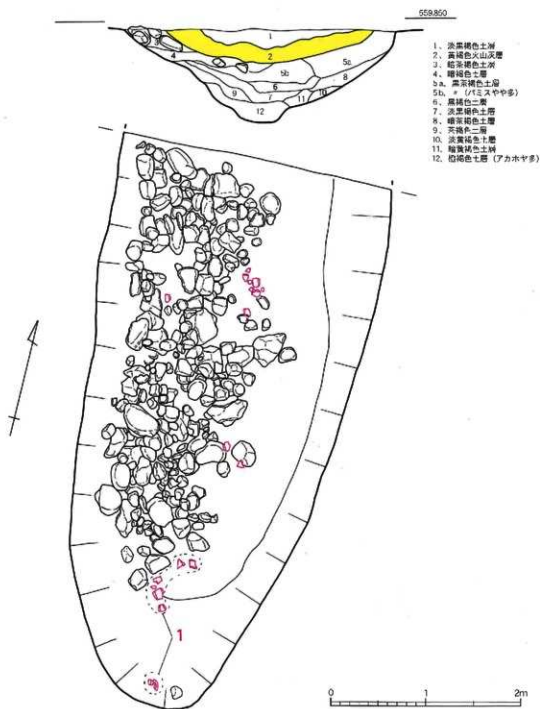 559.850
1
2
3
4
5a
5b
6
7
8
9
10
11
12
1、淡黒褐色土層
2、黄褐色火山灰層
3、暗茶褐色土層
4、暗褐色土層
5a、黒茶褐色土層
5b、〃（パミスやや多）
6、黒褐色土層
7、淡黒褐色土層
8、暗茶褐色土層
9、茶褐色土層
10、淡黄褐色土層
11、暗黄褐色土層
12、橙褐色土層（アカホヤ多）
1
0 1 2m